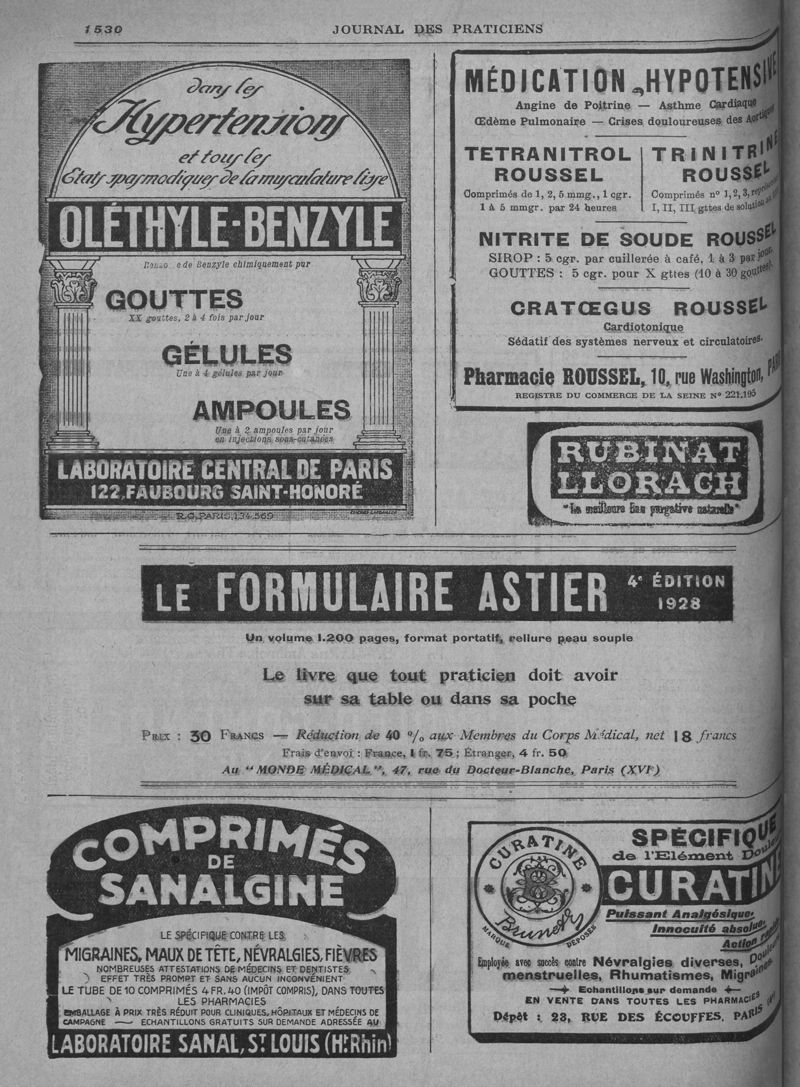 1530
JOURNAL DES PRATICIENS
dans les
Hypertensions
et tous les
États spasmodiques de la musculature lisse
OLÉTHYLE-BENZYLE
de Benzyle chimiquement pur
GOUTTES
XX gouttes, 2 à 4 fois par jour
GÉLULES
Une à 4 gélules par jour
AMPOULES
Une à 2 ampoules par jour
en injections sous-cutanées
LABORATOIRE CENTRAL DE PARIS
122, FAUBOURG SAINT-HONORÉ
R.C. PARIS, 134.569
MÉDICATION HYPOTENSIVE
Angine de Poitrine — Asthme Cardiaque
Œdème Pulmonaire — Crises douloureuses des Aortiques
TETRANITROL
ROUSSEL
Comprimés de 1, 2, 5 mmg., 1 cgr.
1 à 5 mmgr. par 24 heures
TRINITRINE
ROUSSEL
Comprimés nº 1, 2, 3,
I, II, III gttes de solution
NITRITE DE SOUDE ROUSSEL
SIROP : 5 cgr. par cuillerée à café, 1 à 3 par jour.
GOUTTES : 5 cgr. pour X gttes (10 à 30 gouttes).
CRATŒGUS ROUSSEL
Cardiotonique
Sédatif des systèmes nerveux et circulatoires.
Pharmacie ROUSSEL, 10, rue Washington, PARIS
REGISTRE DU COMMERCE DE LA SEINE Nº 221.195
RUBINAT
LLORACH
"La meilleure Eau purgative naturelle"
LE FORMULAIRE ASTIER
4e ÉDITION
1928
Un volume 1.200 pages, format portatif, reliure peau souple
Le livre que tout praticien doit avoir
sur sa table ou dans sa poche
PRIX : 30 FRANCS — Réduction de 40 % aux Membres du Corps Médical, net 18 francs
Frais d'envoi : France, 1 fr. 75 ; Étranger, 4 fr. 50
Au "MONDE MÉDICAL", 47, rue du Docteur-Blanche, Paris (XVIe)
COMPRIMÉS
DE
SANALGINE
LE SPÉCIFIQUE CONTRE LES
MIGRAINES, MAUX DE TÊTE, NÉVRALGIES, FIÈVRES
NOMBREUSES ATTESTATIONS DE MÉDECINS ET DENTISTES
EFFET TRÈS PROMPT ET SANS AUCUN INCONVÉNIENT
LE TUBE DE 10 COMPRIMÉS 4 FR. 40 (IMPÔT COMPRIS), DANS TOUTES
LES PHARMACIES
EMBALLAGE À PRIX TRÈS RÉDUIT POUR CLINIQUES, HÔPITAUX ET MÉDECINS DE
CAMPAGNE — ECHANTILLONS GRATUITS SUR DEMANDE ADRESSÉE AU
LABORATOIRE SANAL, ST LOUIS (Ht Rhin)
CURATINE
Brunerÿ
MARQUE DÉPOSÉE
SPÉCIFIQUE
de l'Elément Douleur
CURATINE
Puissant Analgésique,
Innocuité absolue,
Action
Employée avec succès contre Névralgies diverses, Douleurs
menstruelles, Rhumatismes, Migraines
Echantillons sur demande
EN VENTE DANS TOUTES LES PHARMACIES
Dépôt : 23, RUE DES ÉCOUFFES, PARIS